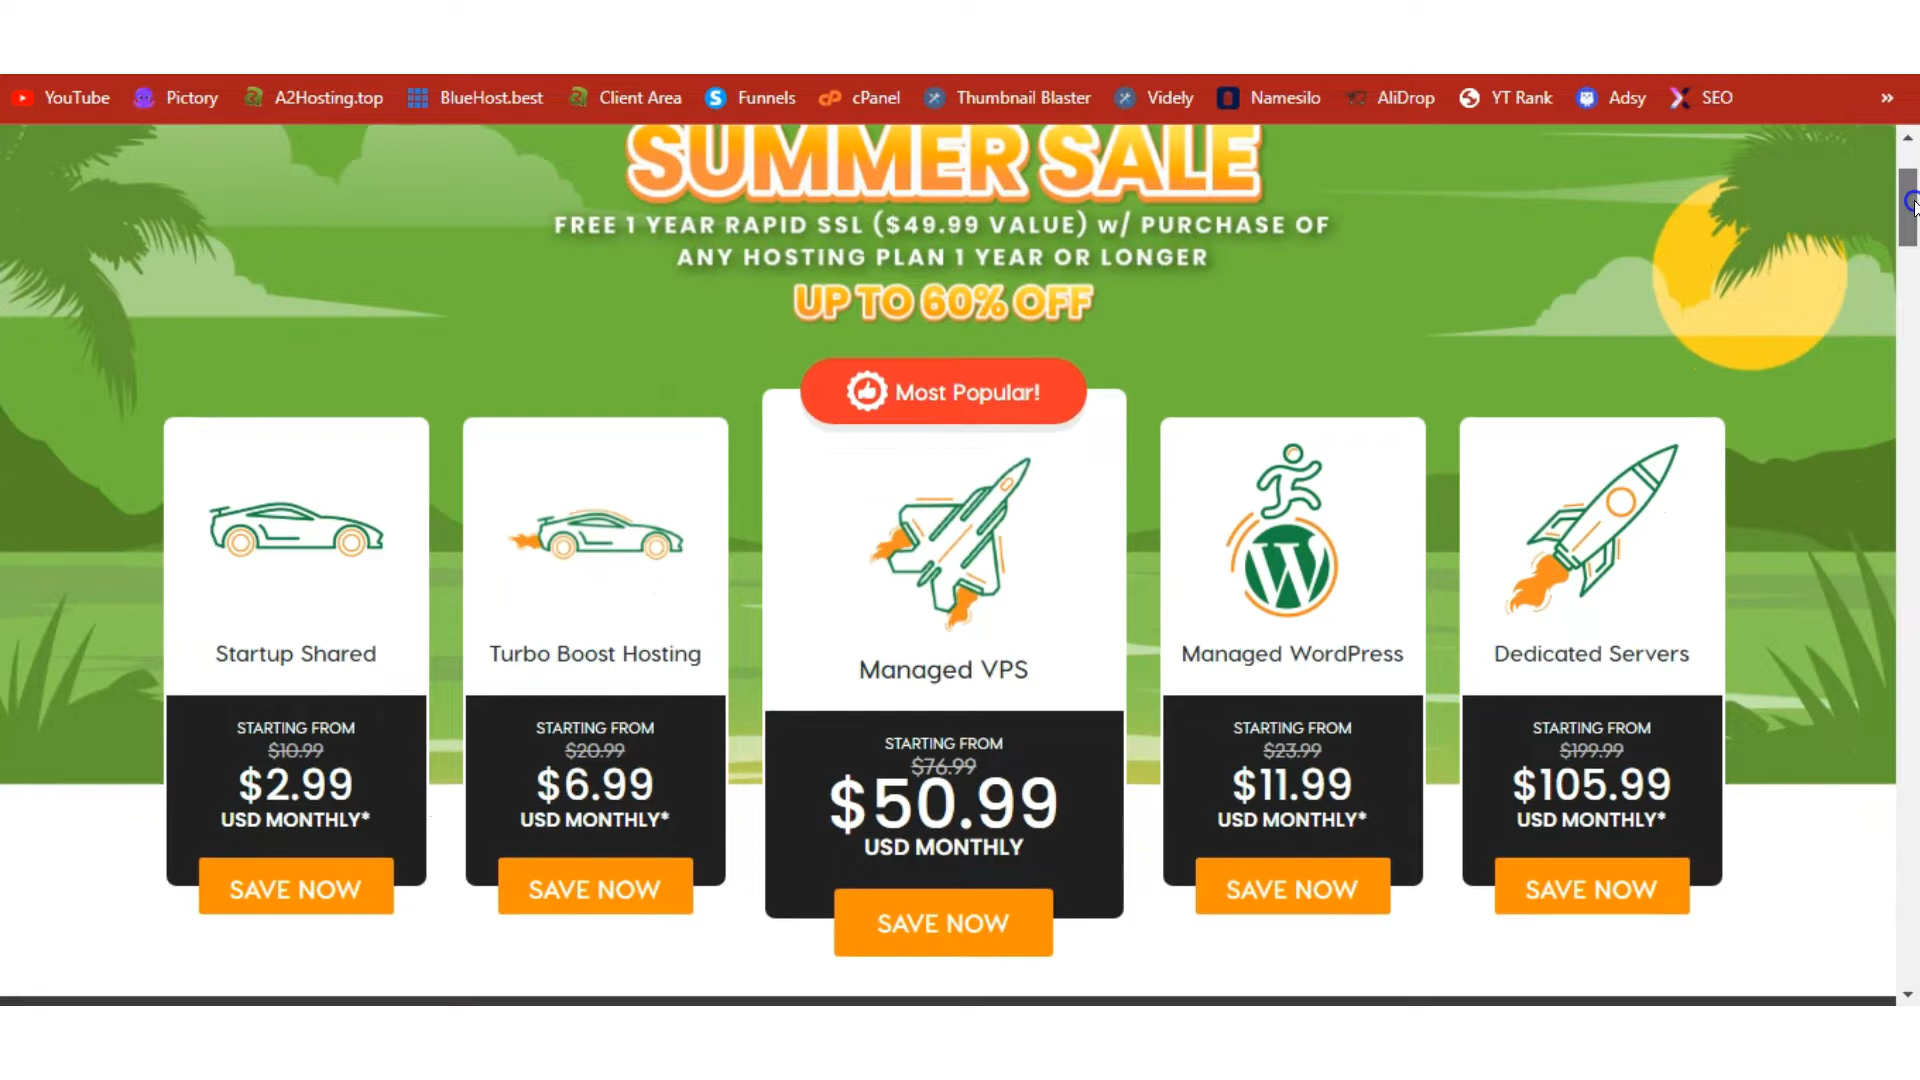 YouTube Pictory A2Hosting.top BlueHost.best Client Area Funnels cPanel Thumbnail Blaster Videly Namesilo AliDrop YT Rank Adsy SEO »
SUMMER SALE
FREE 1 YEAR RAPID SSL ($49.99 VALUE) w/ PURCHASE OF
ANY HOSTING PLAN 1 YEAR OR LONGER
UP TO 60% OFF
Most Popular!
Startup Shared
STARTING FROM
$10.99
$2.99
USD MONTHLY*
SAVE NOW
Turbo Boost Hosting
STARTING FROM
$20.99
$6.99
USD MONTHLY*
SAVE NOW
Managed VPS
STARTING FROM
$76.99
$50.99
USD MONTHLY
SAVE NOW
Managed WordPress
STARTING FROM
$23.99
$11.99
USD MONTHLY*
SAVE NOW
Dedicated Servers
STARTING FROM
$199.99
$105.99
USD MONTHLY*
SAVE NOW